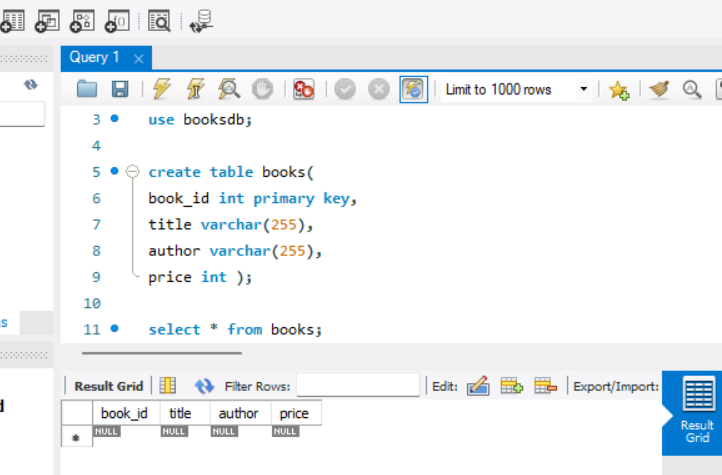 Query 1
Limit to 1000 rows
3 use booksdb;
4
5 create table books(
6 book_id int primary key,
7 title varchar(255),
8 author varchar(255),
9 price int );
10
11 select * from books;
Result Grid Filter Rows: Edit: Export/Import:
book_id title author price
NULL NULL NULL NULL
Result
Grid